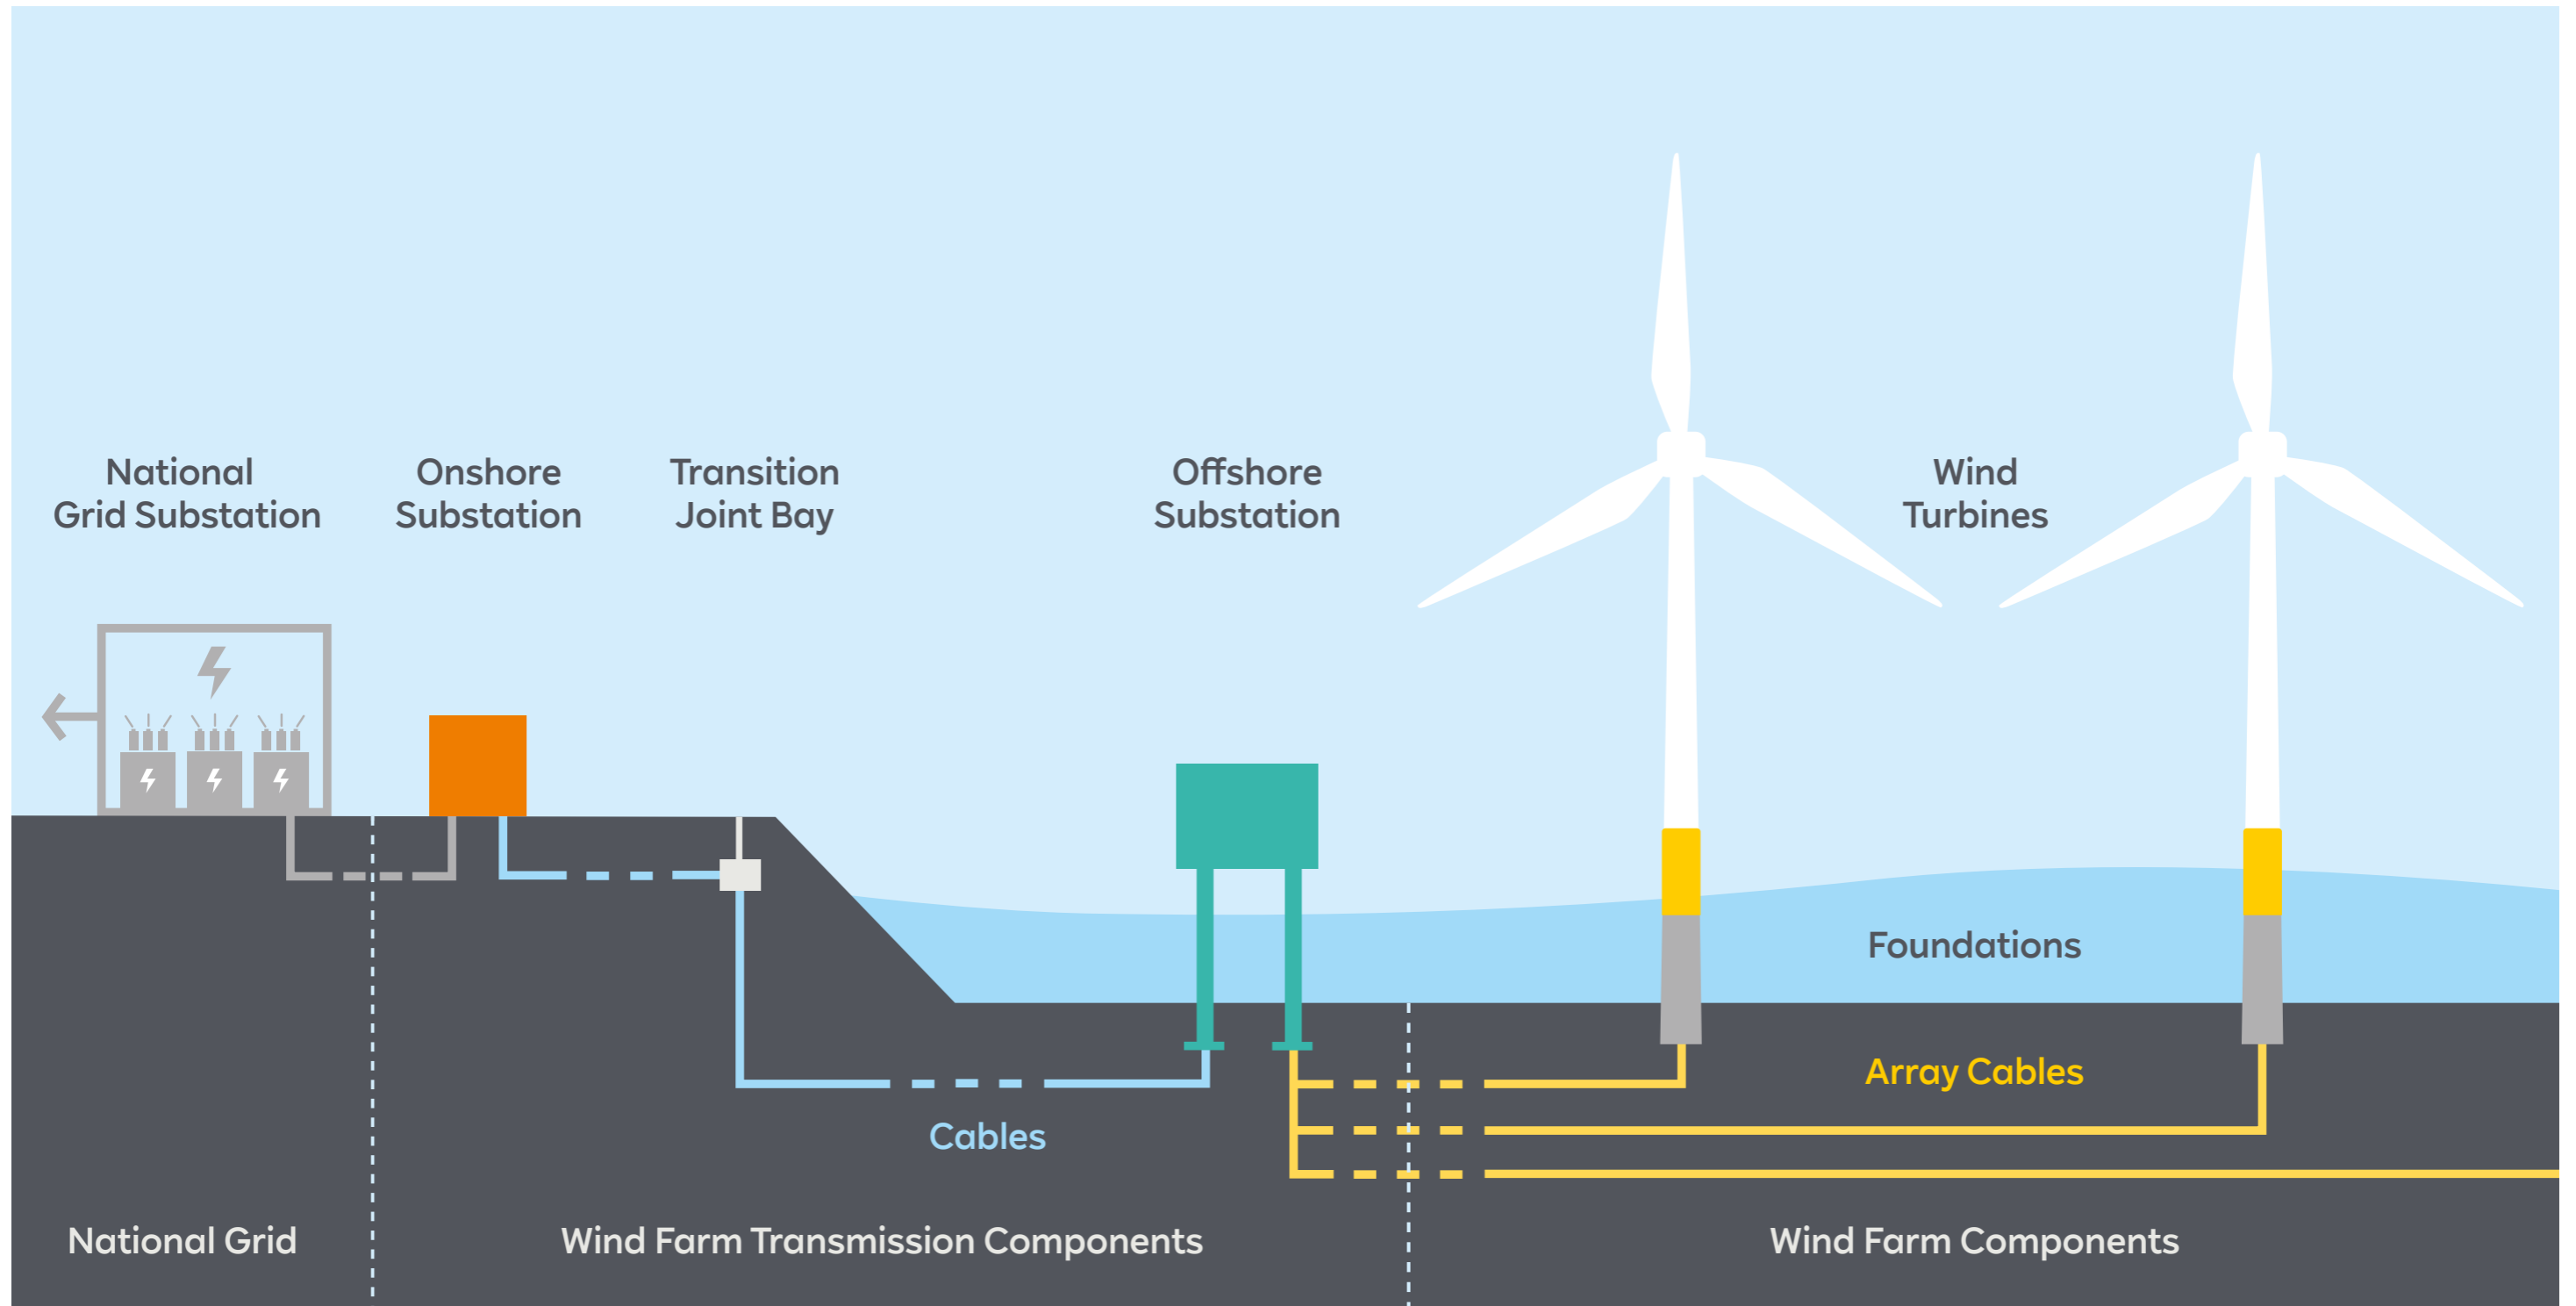 National
Grid Substation
Onshore
Substation
Transition
Joint Bay
Offshore
Substation
Wind
Turbines
Foundations
Array Cables
Cables
National Grid
Wind Farm Transmission Components
Wind Farm Components